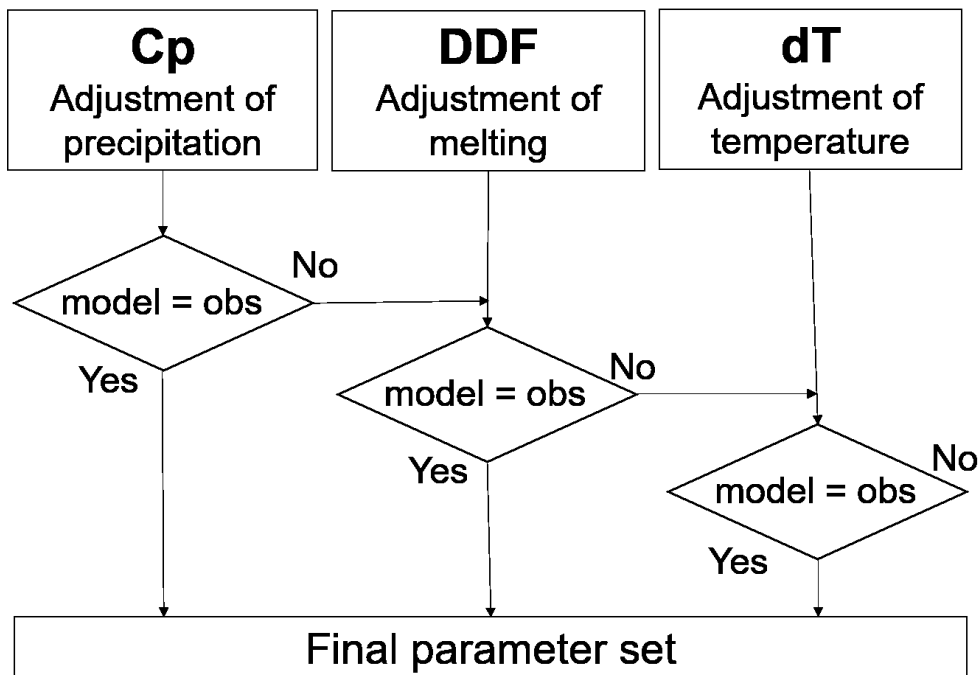 Cp
Adjustment of
precipitation
DDF
Adjustment of
melting
dT
Adjustment of
temperature
No
model = obs
Yes
No
model = obs
Yes
No
model = obs
Yes
Final parameter set